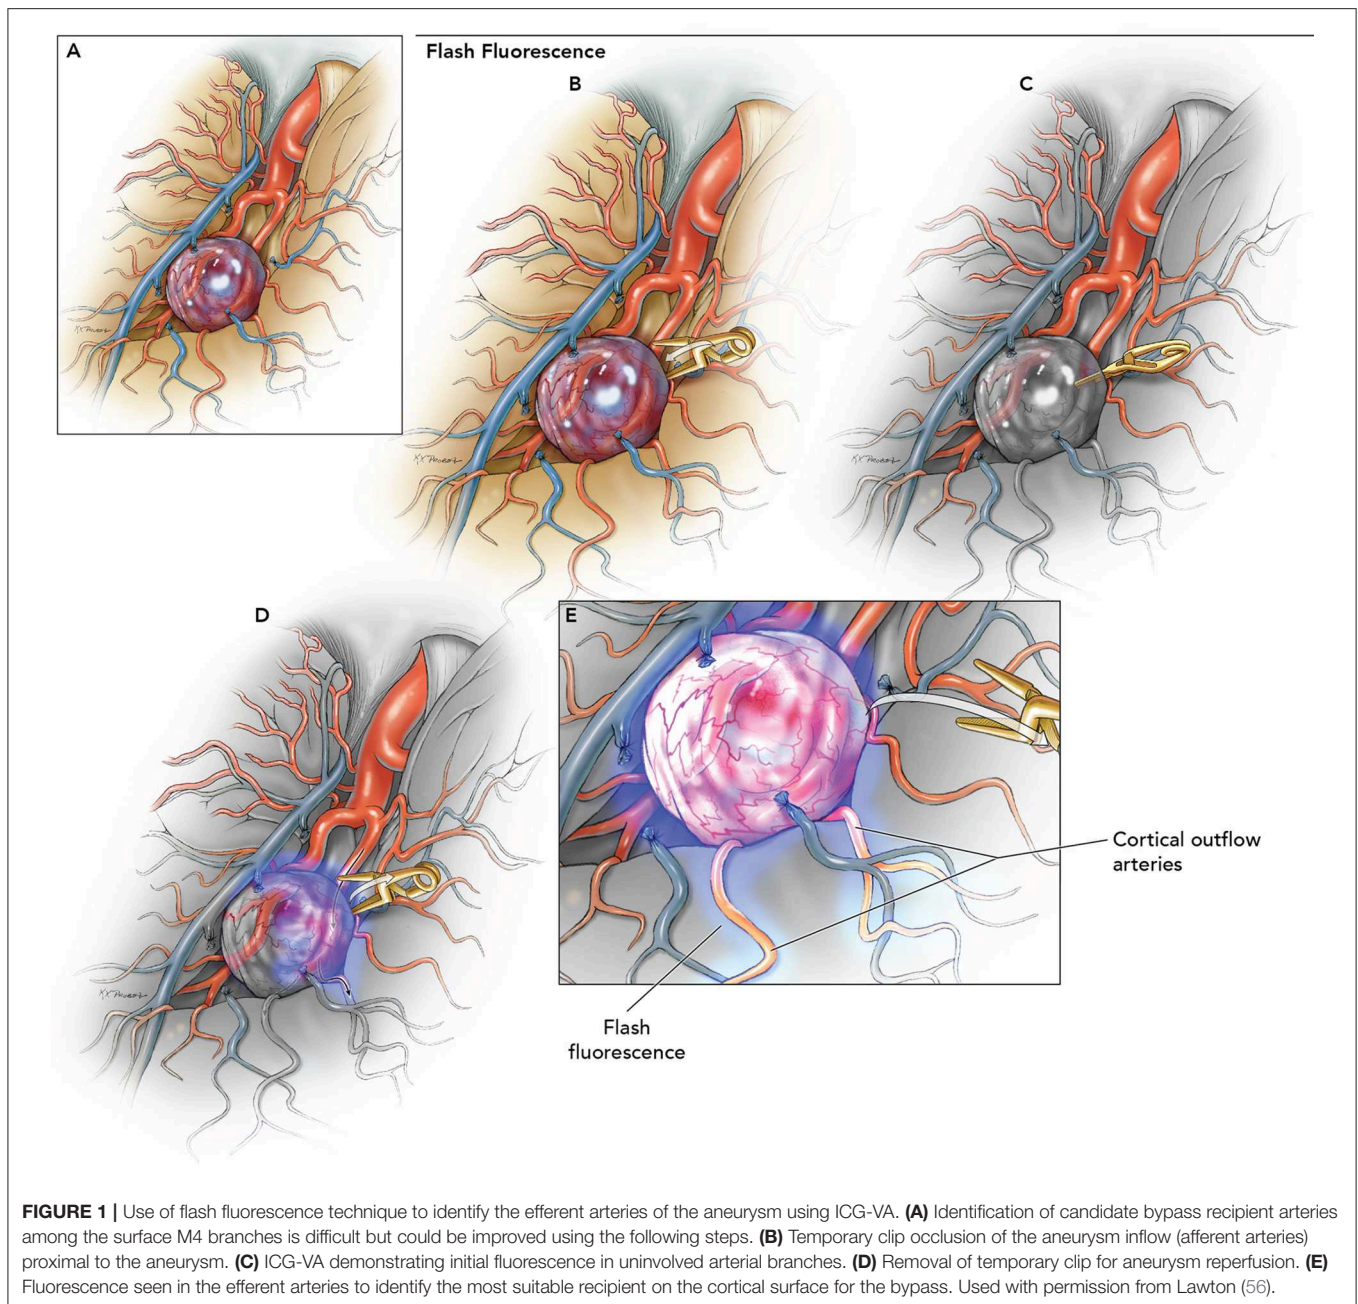 A
Flash Fluorescence
B
C
D
E
Cortical outflow
arteries
Flash
fluorescence
FIGURE 1 | Use of flash fluorescence technique to identify the efferent arteries of the aneurysm using ICG-VA. (A) Identification of candidate bypass recipient arteries
among the surface M4 branches is difficult but could be improved using the following steps. (B) Temporary clip occlusion of the aneurysm inflow (afferent arteries)
proximal to the aneurysm. (C) ICG-VA demonstrating initial fluorescence in uninvolved arterial branches. (D) Removal of temporary clip for aneurysm reperfusion. (E)
Fluorescence seen in the efferent arteries to identify the most suitable recipient on the cortical surface for the bypass. Used with permission from Lawton (56).